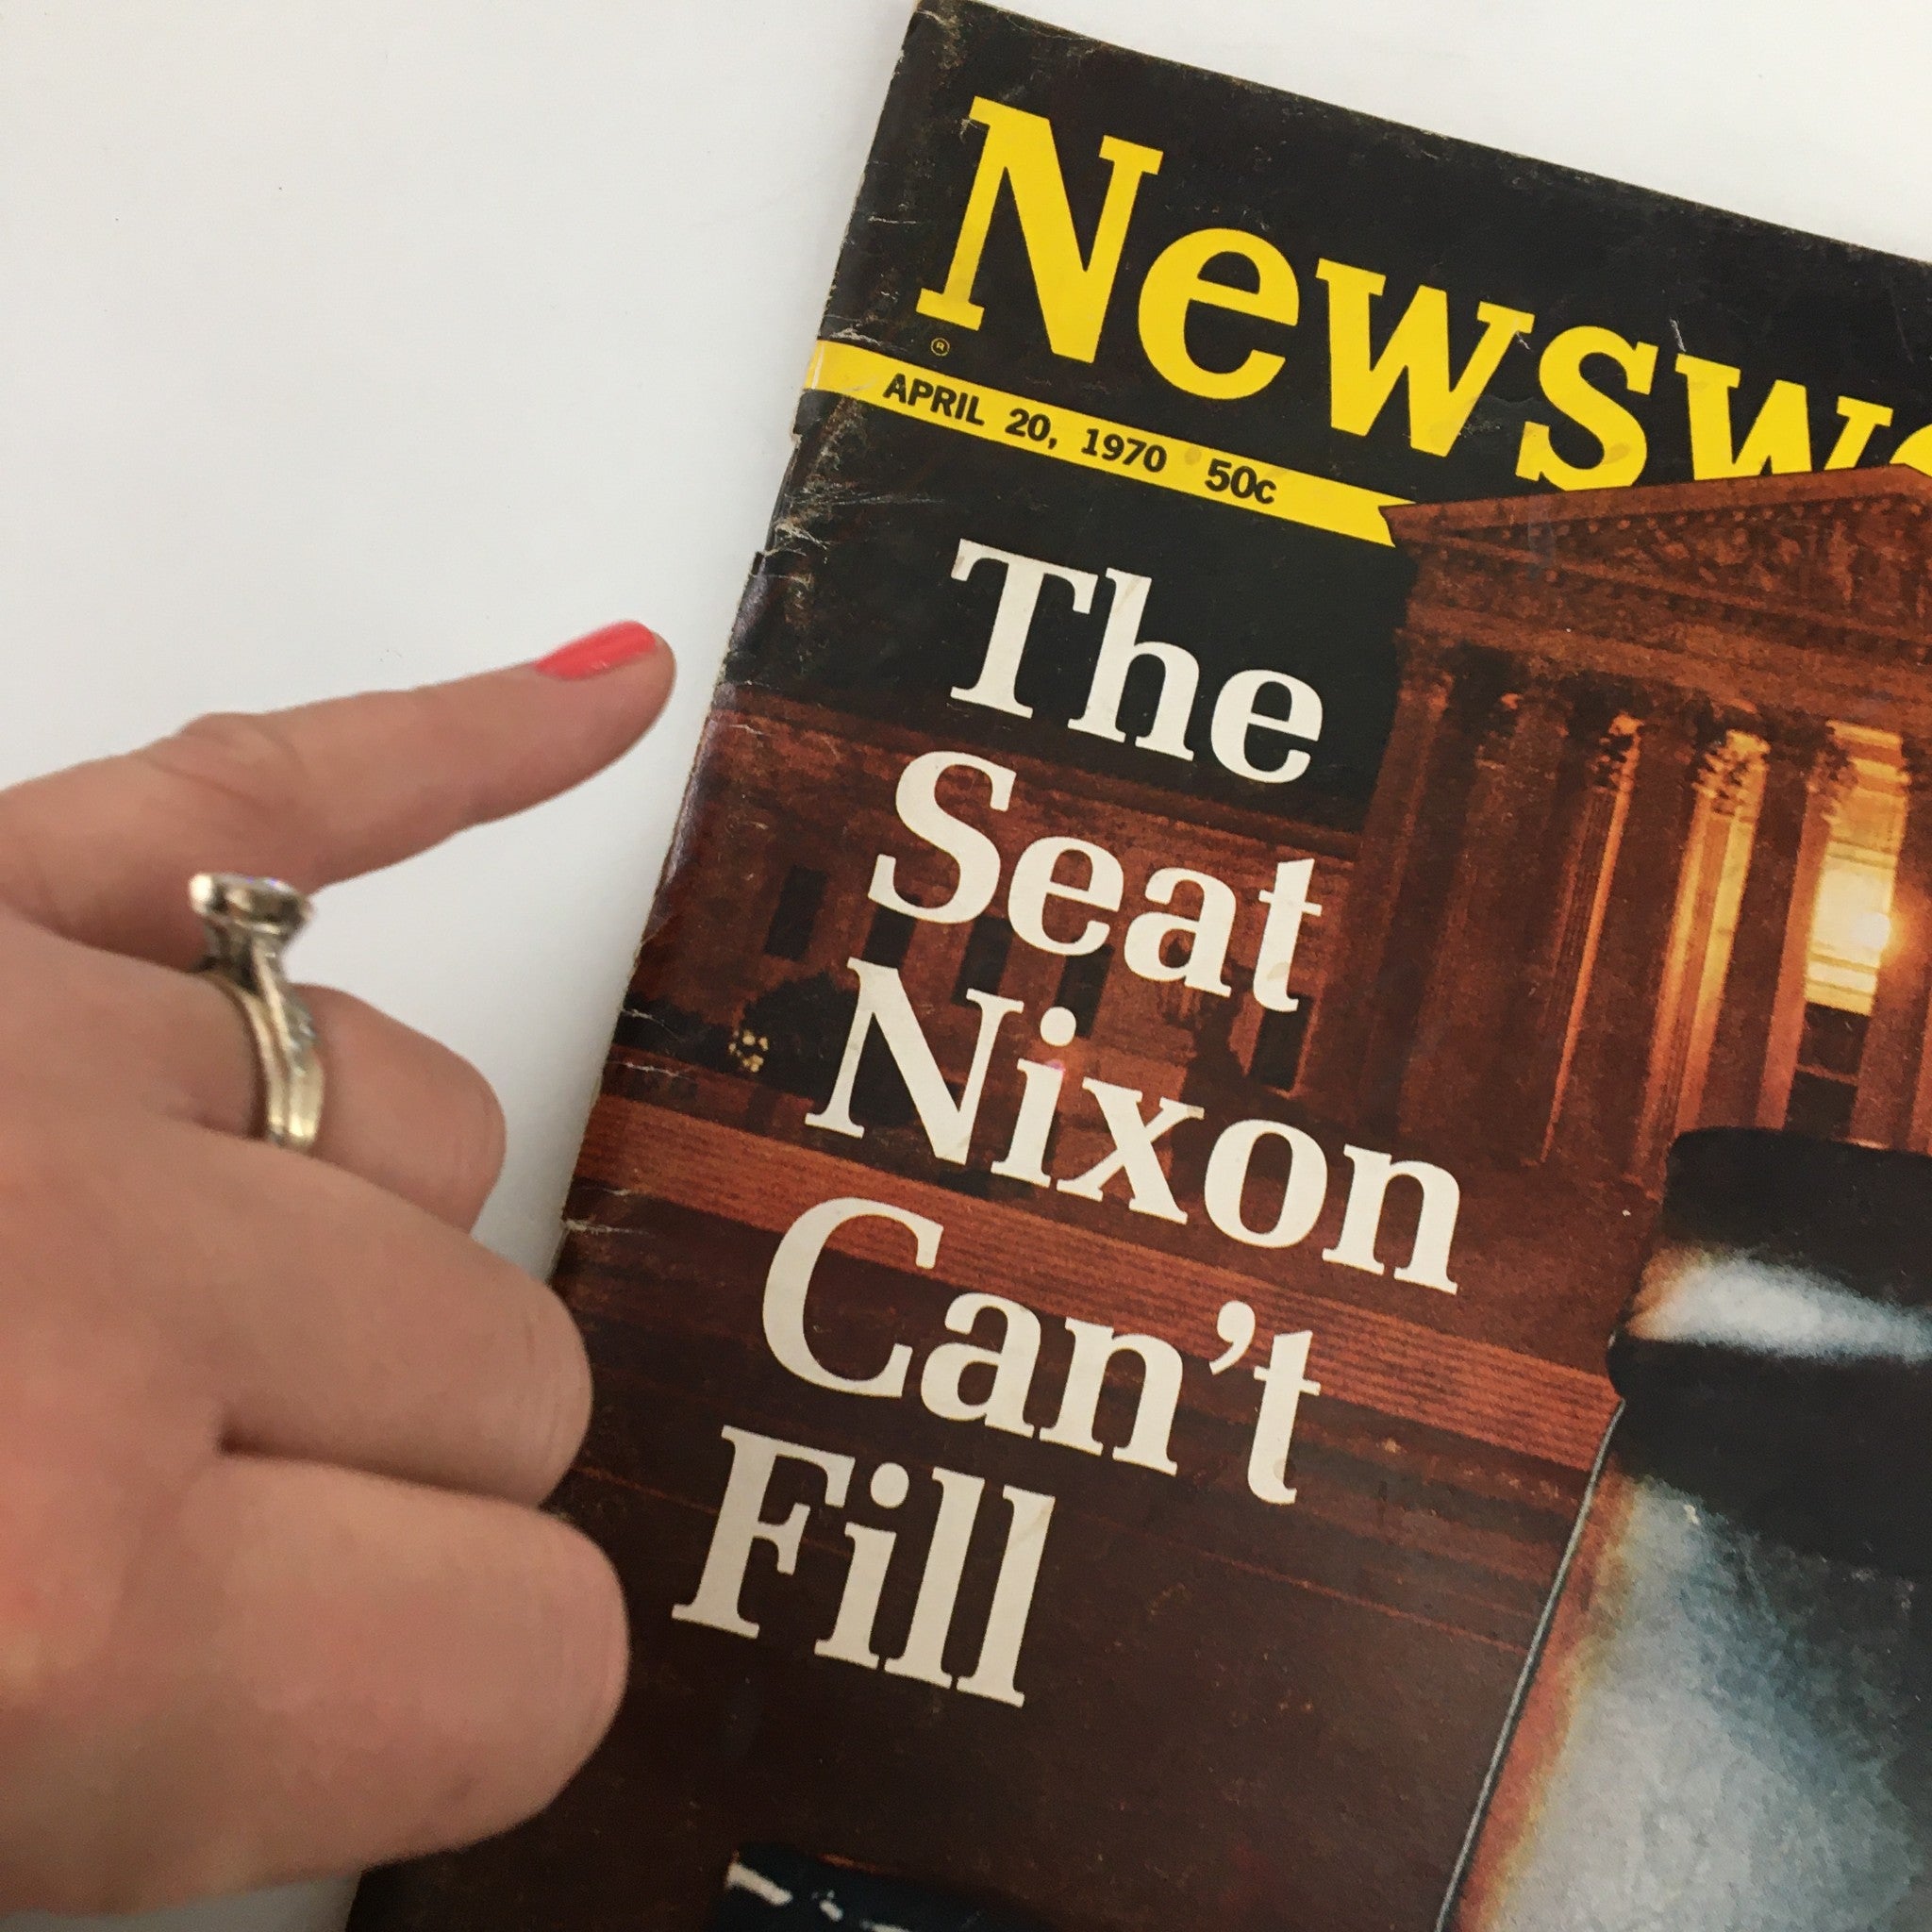 Newsw
®
APRIL 20, 1970 50c
The
Seat
Nixon
Can't
Fill